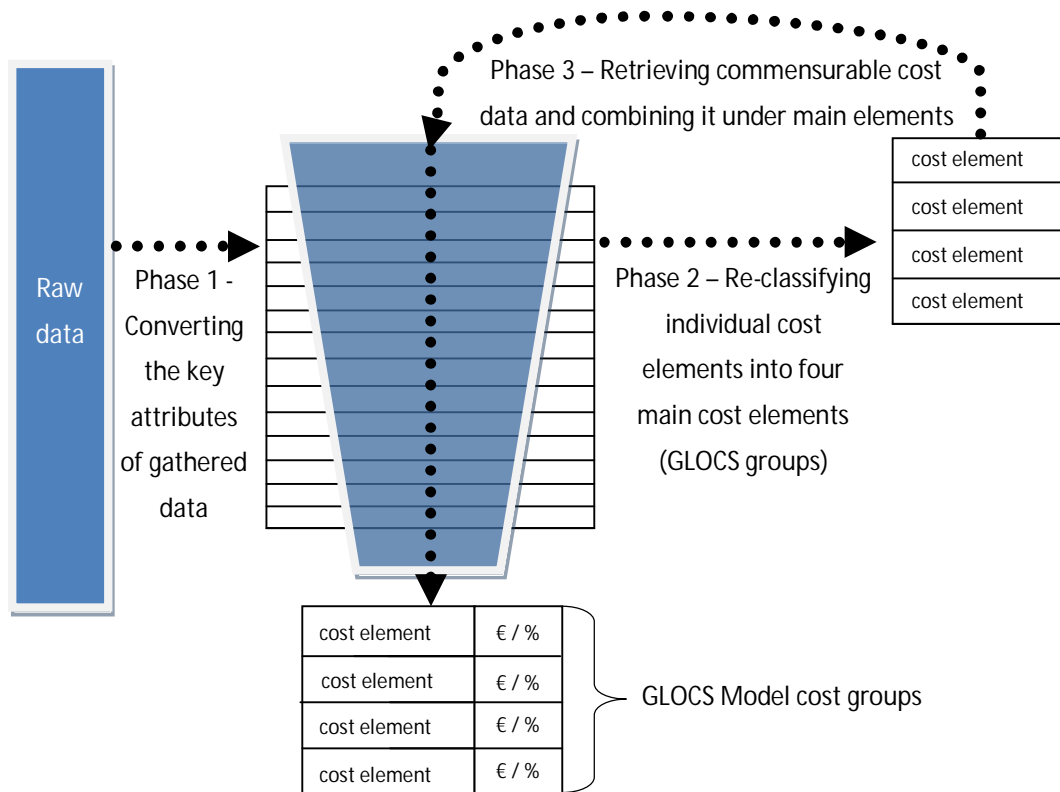 Phase 3 – Retrieving commensurable cost
data and combining it under main elements
cost element
cost element
cost element
cost element
Raw
data
Phase 1 -
Converting
the key
attributes
of gathered
data
Phase 2 – Re-classifying
individual cost
elements into four
main cost elements
(GLOCS groups)
cost element € / %
cost element € / %
cost element € / %
cost element € / %
GLOCS Model cost groups